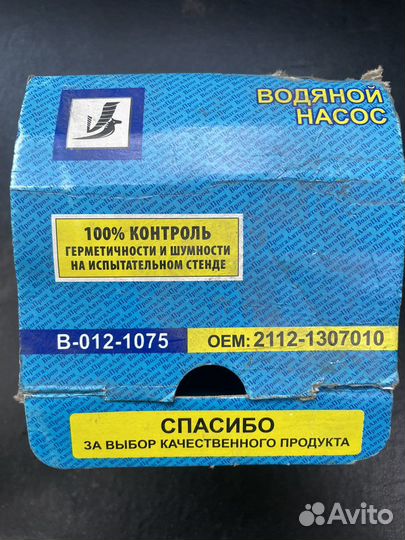 ВОДЯНОЙ
НАСОС
100% КОНТРОЛЬ
ГЕРМЕТИЧНОСТИ И ШУМНОСТИ
НА ИСПЫТАТЕЛЬНОМ СТЕНДЕ
В-012-1075
ОЕМ: 2112-1307010
СПАСИБО
ЗА ВЫБОР КАЧЕСТВЕННОГО ПРОДУКТА
Avito